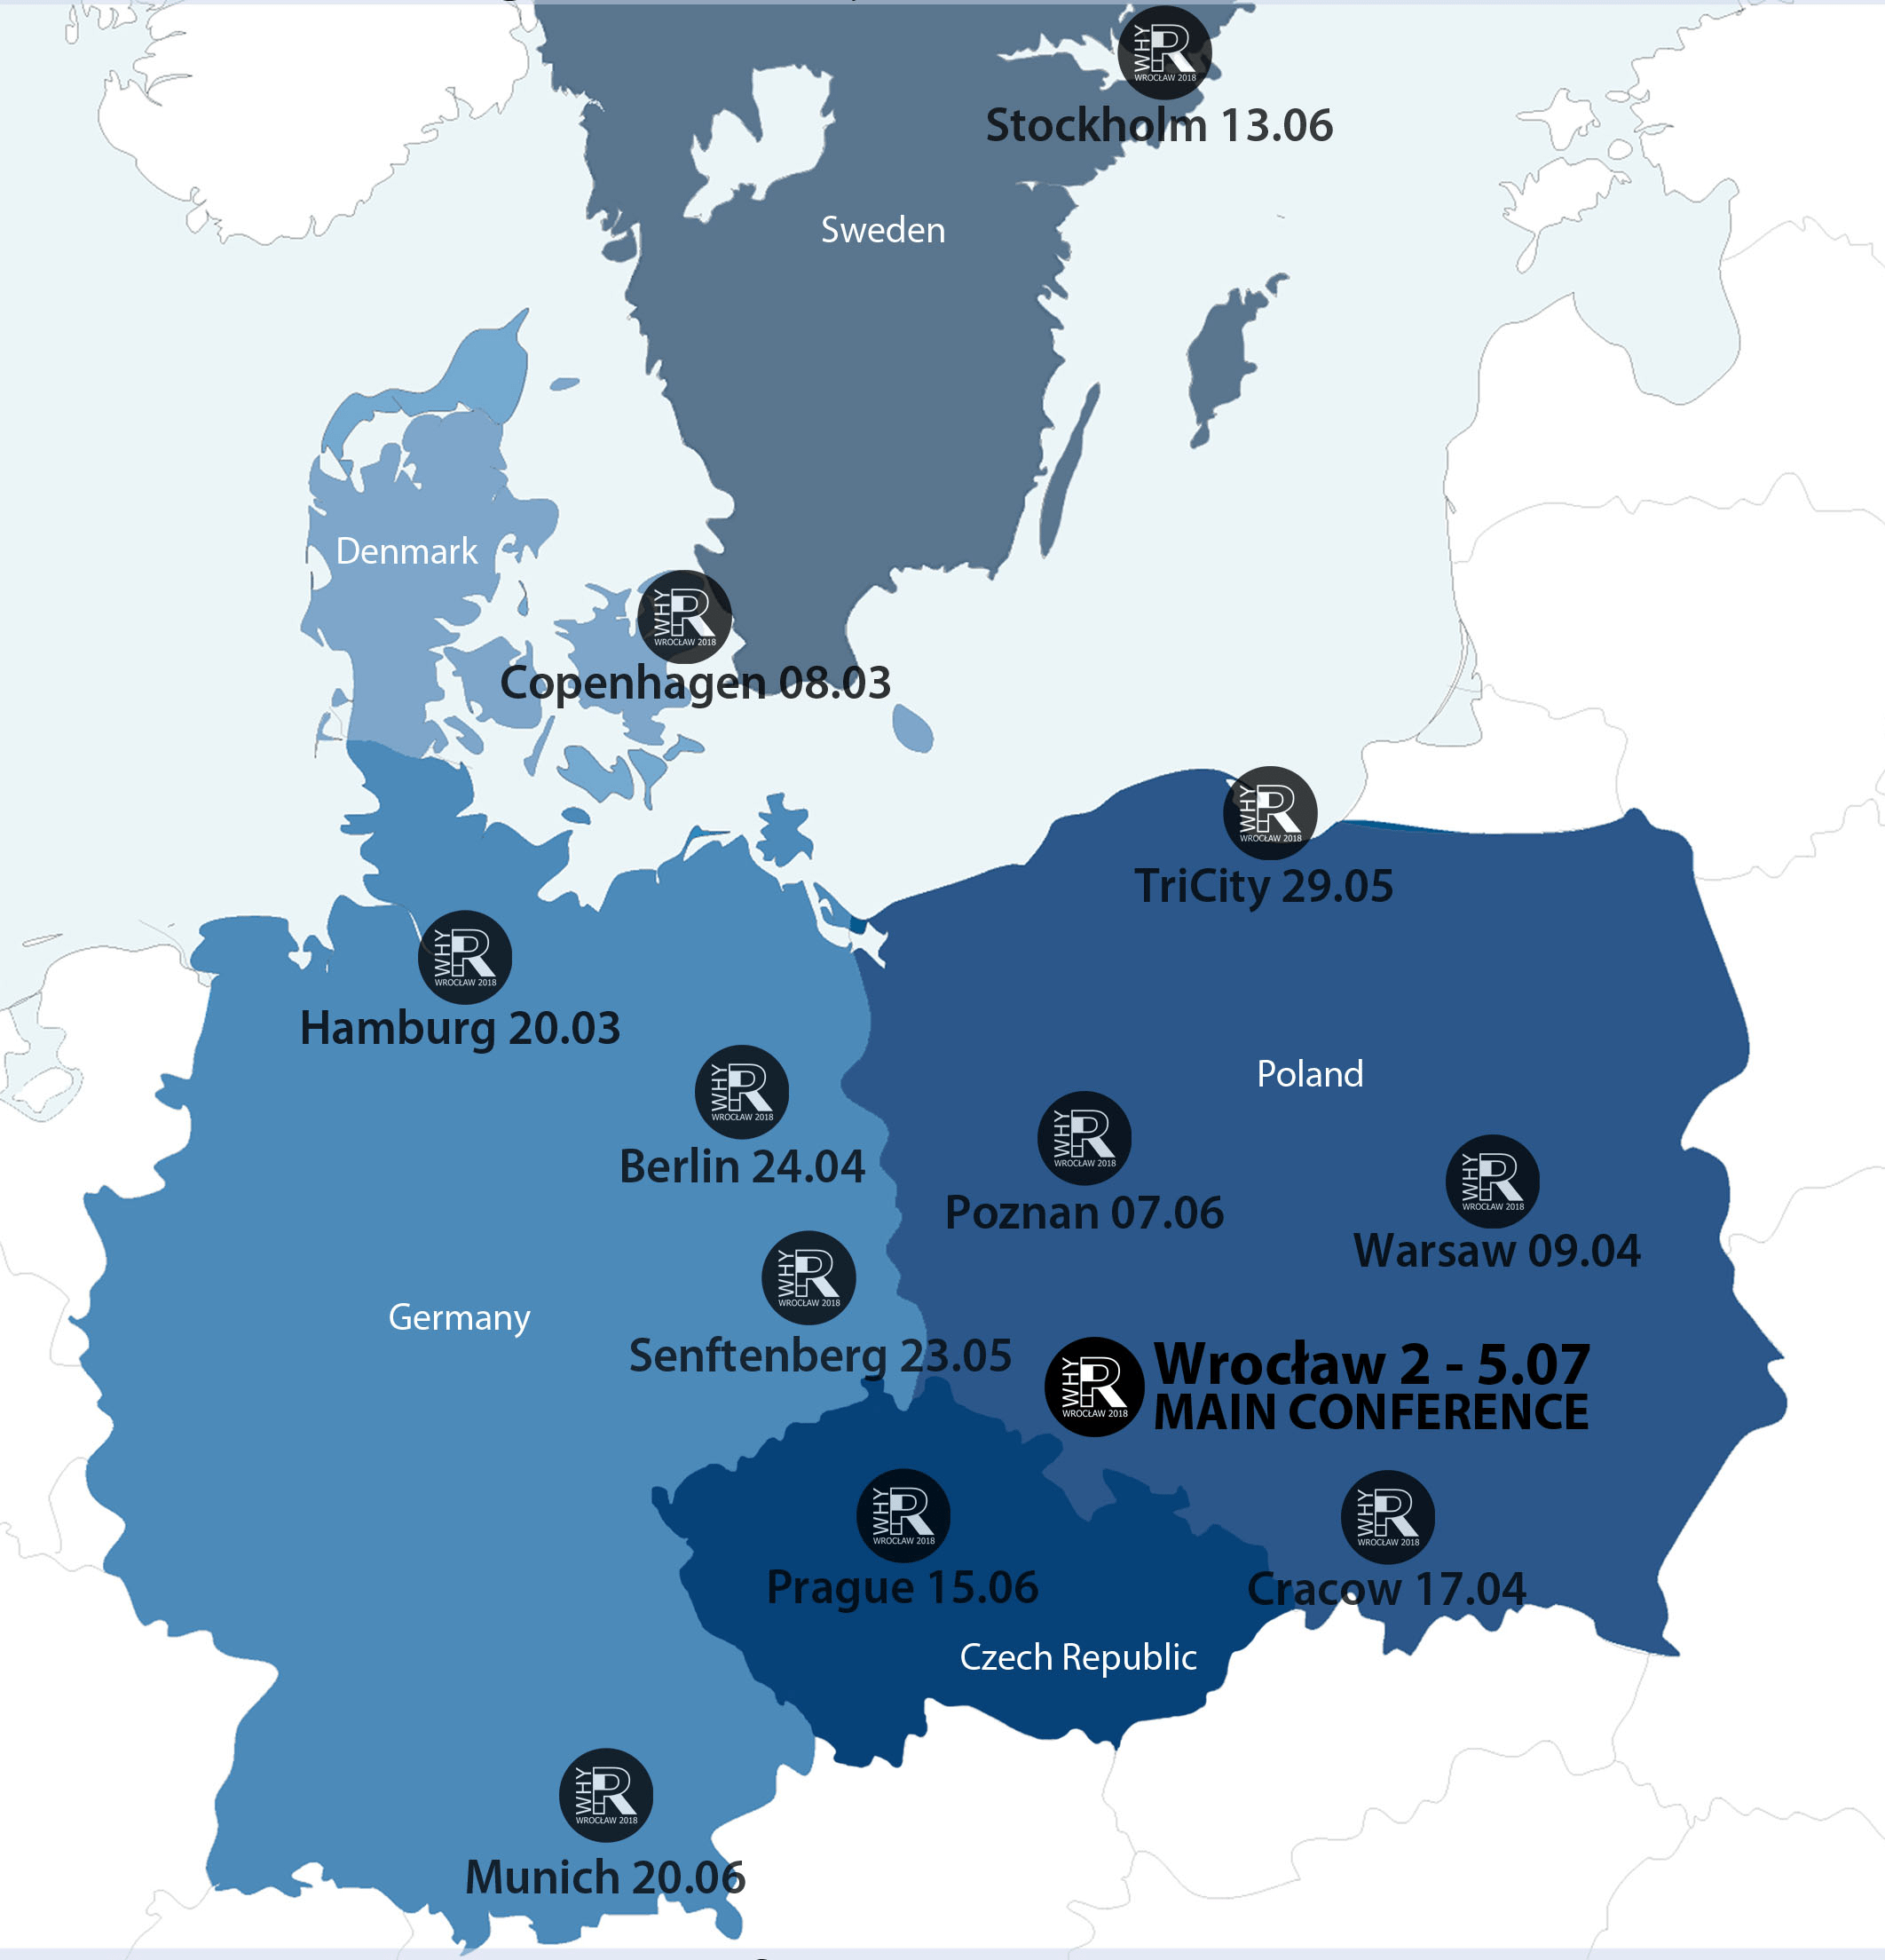 WHY
R
WROCŁAW 2018
Stockholm 13.06
Sweden
Denmark
WHY
R
WROCŁAW 2018
Copenhagen 08.03
WHY
R
WROCŁAW 2018
TriCity 29.05
WHY
R
WROCŁAW 2018
Hamburg 20.03
WHY
R
WROCŁAW 2018
Berlin 24.04
Poland
WHY
R
WROCŁAW 2018
Poznan 07.06
WHY
R
WROCŁAW 2018
Warsaw 09.04
WHY
R
WROCŁAW 2018
Senftenberg 23.05
Germany
WHY
R
WROCŁAW 2018
Wrocław 2 - 5.07
MAIN CONFERENCE
WHY
R
WROCŁAW 2018
Prague 15.06
WHY
R
WROCŁAW 2018
Cracow 17.04
Czech Republic
WHY
R
WROCŁAW 2018
Munich 20.06